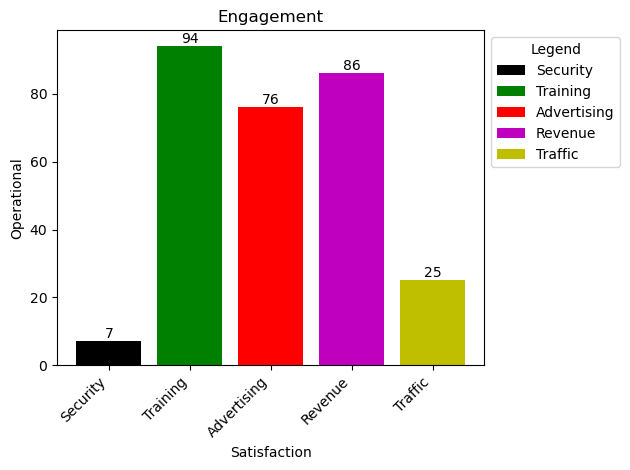 Engagement
Operational
80
60
40
20
0
7
94
76
86
25
Security
Training
Advertising
Revenue
Traffic
Satisfaction
Legend
Security
Training
Advertising
Revenue
Traffic